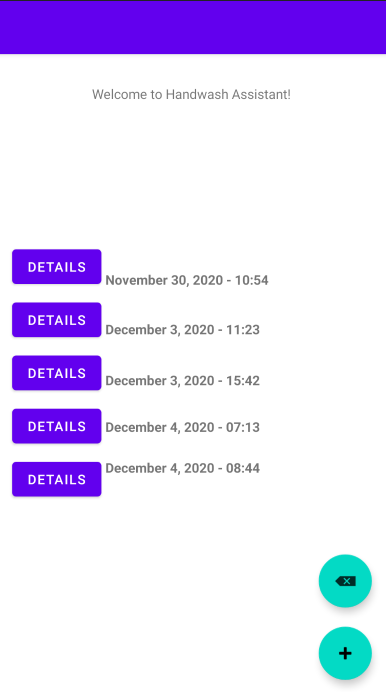 Welcome to Handwash Assistant!
DETAILS November 30, 2020 - 10:54
DETAILS December 3, 2020 - 11:23
DETAILS December 3, 2020 - 15:42
DETAILS December 4, 2020 - 07:13
DETAILS December 4, 2020 - 08:44